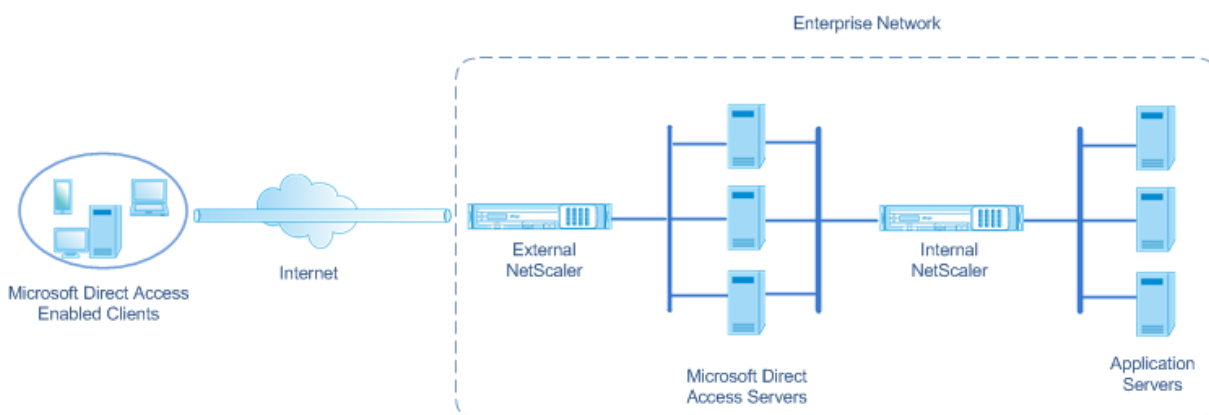 Enterprise Network
Microsoft Direct Access
Enabled Clients
Internet
External
NetScaler
Microsoft Direct
Access Servers
Internal
NetScaler
Application
Servers